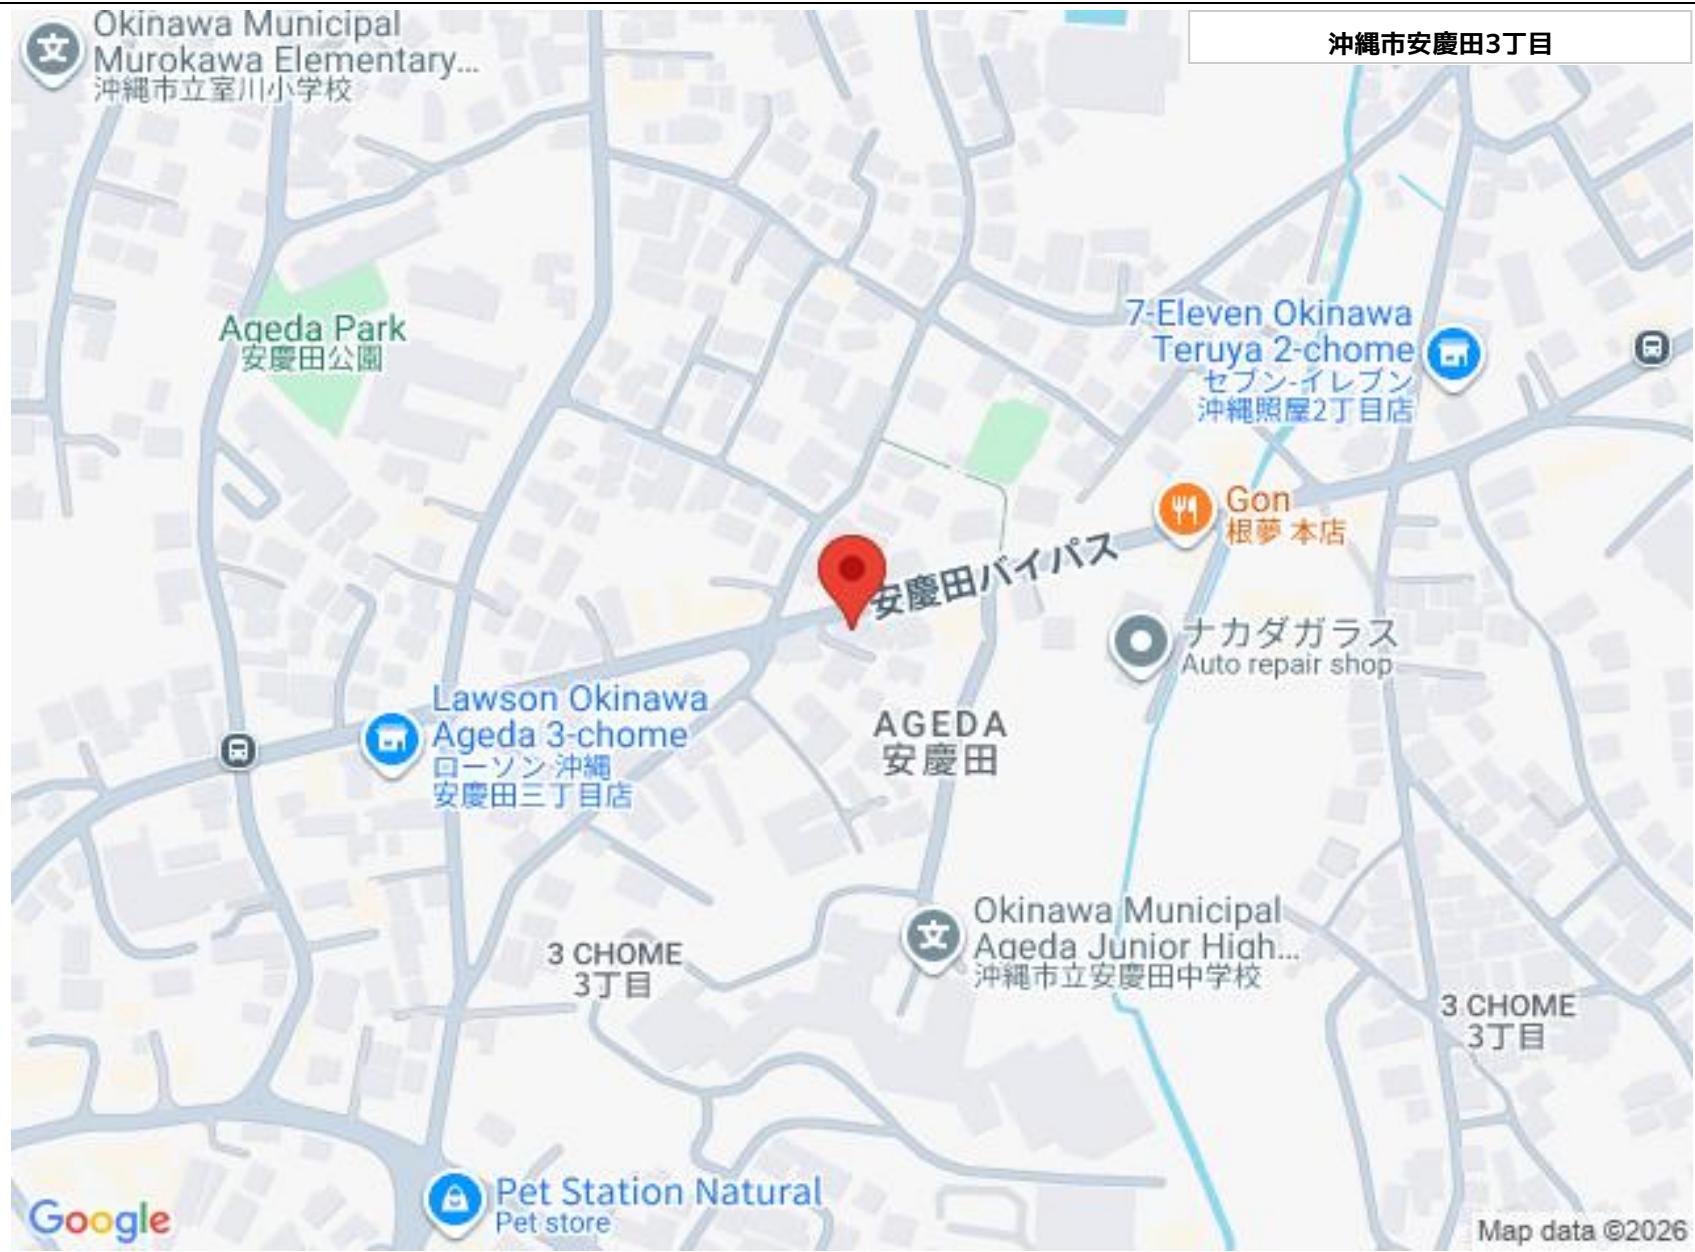 沖縄市安慶田3丁目
Okinawa Municipal
Murokawa Elementary...
沖縄市立室川小学校
Ageda Park
安慶田公園
7-Eleven Okinawa
Teruya 2-chome
セブン-イレブン
沖縄照屋2丁目店
Gon
根夢 本店
安慶田バイパス
ナカダガラス
Auto repair shop
Lawson Okinawa
Ageda 3-chome
ローソン 沖縄
安慶田三丁目店
AGEDA
安慶田
Okinawa Municipal
Ageda Junior High...
沖縄市立安慶田中学校
3 CHOME
3丁目
3 CHOME
3丁目
Pet Station Natural
Pet store
Google
Map data ©2026